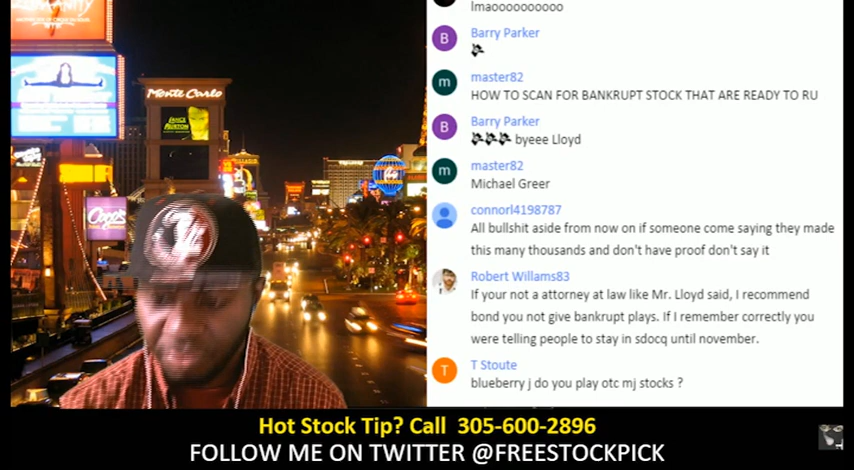 MANITY
Monte Carlo
LANCE
BURTON
lmaoooooooooo
Barry Parker
master82
HOW TO SCAN FOR BANKRUPT STOCK THAT ARE READY TO RU
Barry Parker
byeee Lloyd
master82
Michael Greer
connorl4198787
All bullshit aside from now on if someone come saying they made
this many thousands and don't have proof don't say it
Robert Willams83
If your not a attorney at law like Mr. Lloyd said, I recommend
bond you not give bankrupt plays. If I remember correctly you
were telling people to stay in sdocq until november.
T Stoute
blueberry j do you play otc mj stocks ?
Hot Stock Tip? Call 305-600-2896
FOLLOW ME ON TWITTER @FREESTOCKPICK